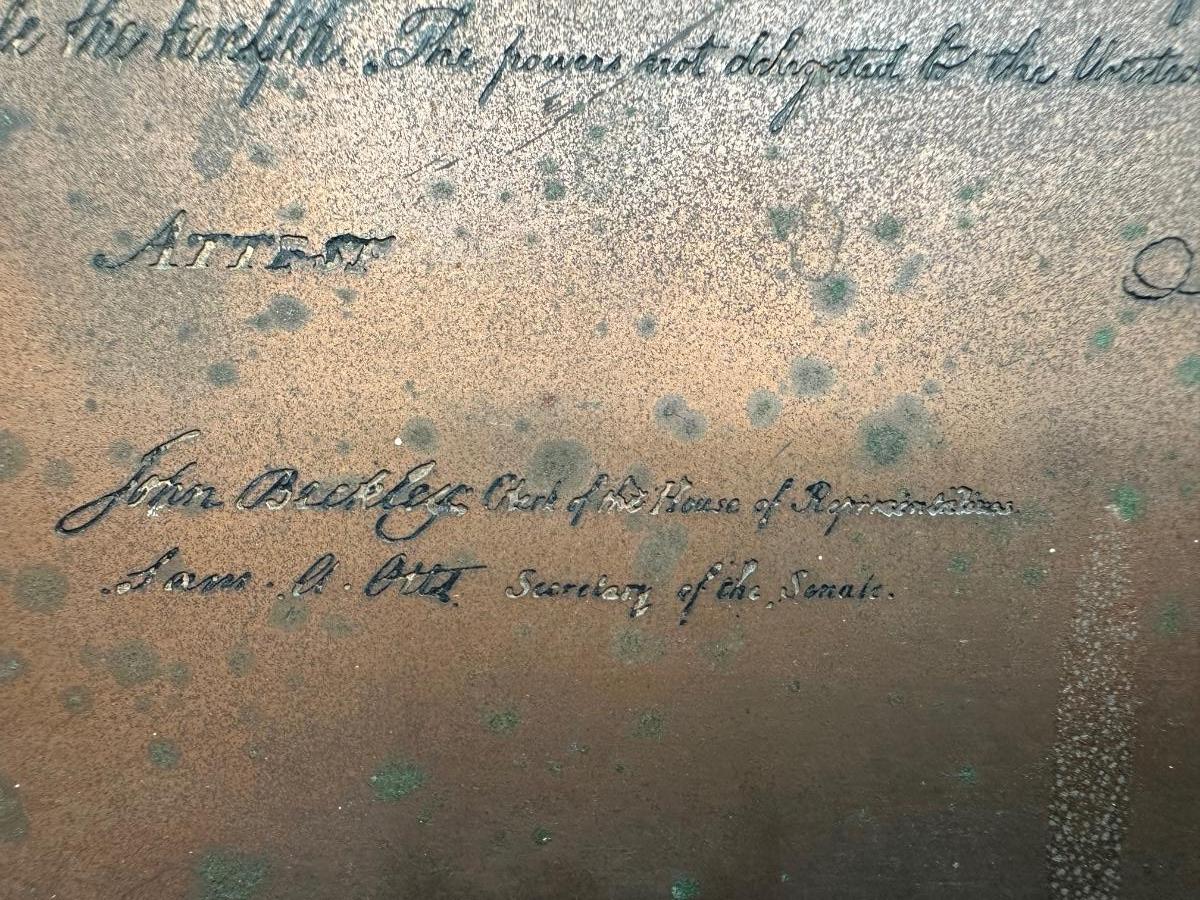 the twelfth. The powers not delegated to the United
ATTEST
John Beckley Clerk of the House of Representatives.
Sam. A. Otis Secretary of the Senate.